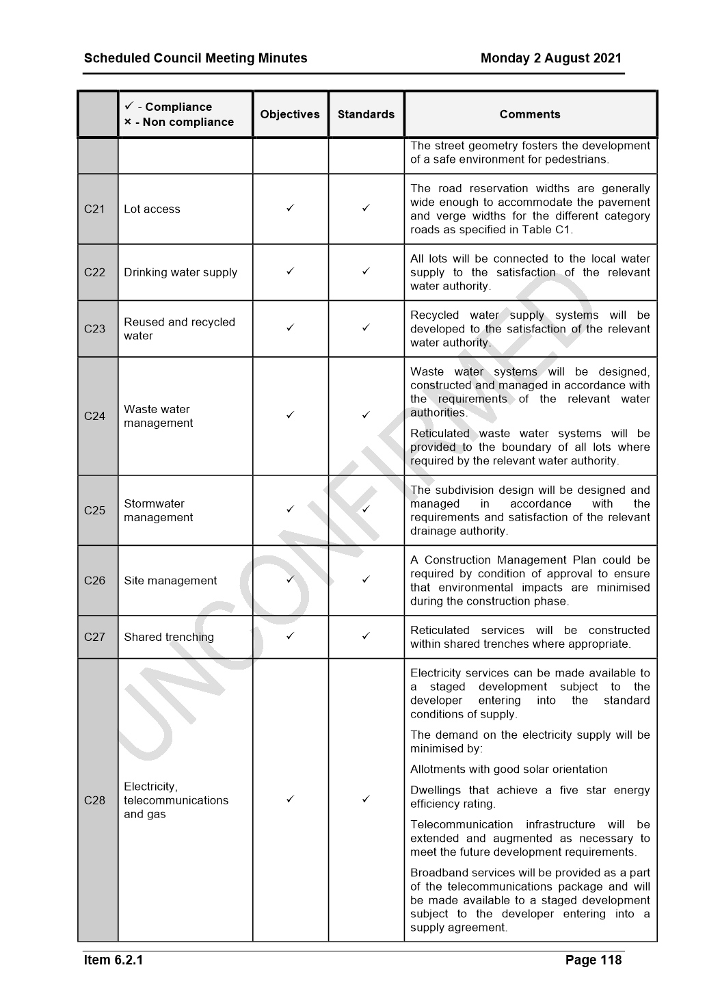 Scheduled Council Meeting Minutes Monday 2 August 2021
✓ - Compliance
× - Non compliance
Objectives
Standards
Comments
The street geometry fosters the development
of a safe environment for pedestrians.
C21
Lot access
✓
✓
The road reservation widths are generally
wide enough to accommodate the pavement
and verge widths for the different category
roads as specified in Table C1.
C22
Drinking water supply
✓
✓
All lots will be connected to the local water
supply to the satisfaction of the relevant
water authority.
C23
Reused and recycled
water
✓
✓
Recycled water supply systems will be
developed to the satisfaction of the relevant
water authority.
C24
Waste water
management
✓
✓
Waste water systems will be designed,
constructed and managed in accordance with
the requirements of the relevant water
authorities.
Reticulated waste water systems will be
provided to the boundary of all lots where
required by the relevant water authority.
C25
Stormwater
management
✓
✓
The subdivision design will be designed and
managed in accordance with the
requirements and satisfaction of the relevant
drainage authority.
C26
Site management
✓
✓
A Construction Management Plan could be
required by condition of approval to ensure
that environmental impacts are minimised
during the construction phase.
C27
Shared trenching
✓
✓
Reticulated services will be constructed
within shared trenches where appropriate.
C28
Electricity,
telecommunications
and gas
✓
✓
Electricity services can be made available to
a staged development subject to the
developer entering into the standard
conditions of supply.
The demand on the electricity supply will be
minimised by:
Allotments with good solar orientation
Dwellings that achieve a five star energy
efficiency rating.
Telecommunication infrastructure will be
extended and augmented as necessary to
meet the future development requirements.
Broadband services will be provided as a part
of the telecommunications package and will
be made available to a staged development
subject to the developer entering into a
supply agreement.
UNCONFIRMED
Item 6.2.1 Page 118